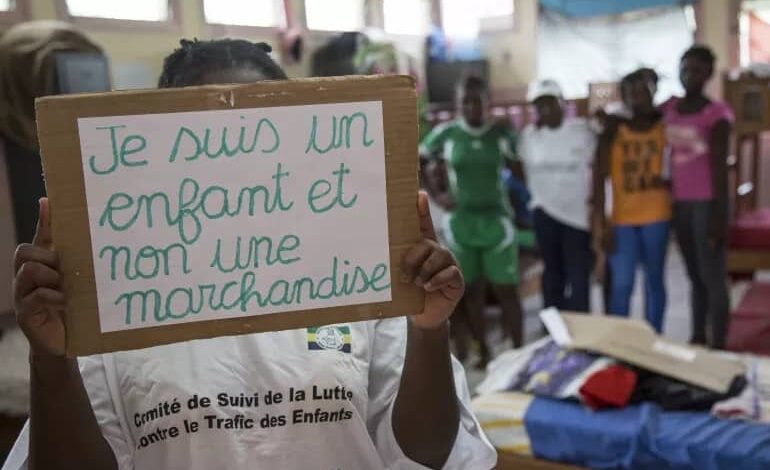 Je suis un
enfant et
non une
marchandise
Comité de Suivi de la Lutte
contre le Trafic des Enfants